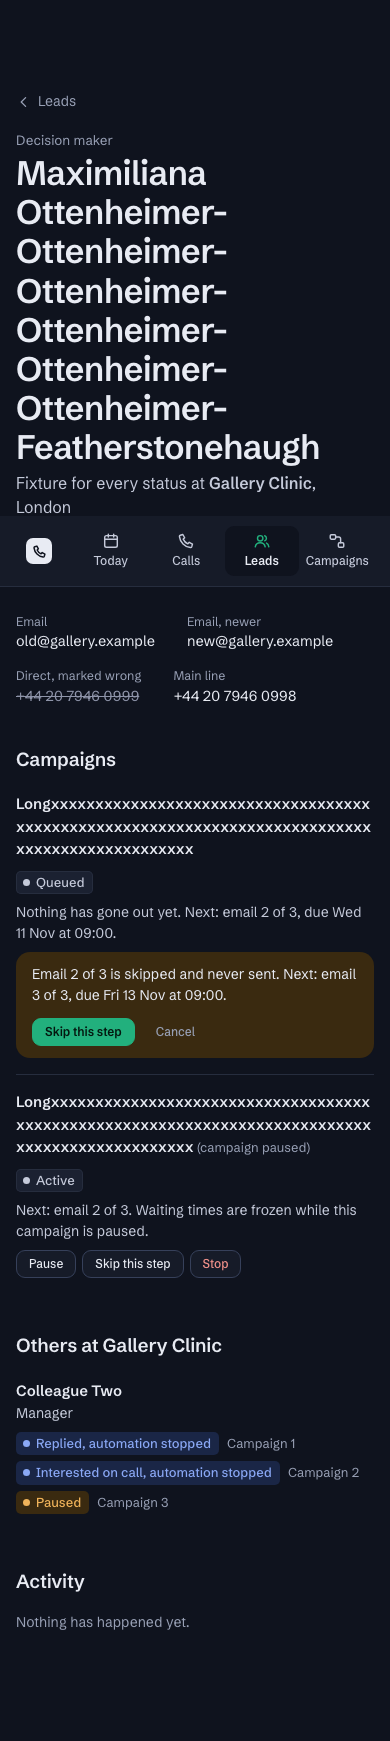 Leads
Decision maker
Maximiliana
Ottenheimer-
Ottenheimer-
Ottenheimer-
Ottenheimer-
Ottenheimer-
Ottenheimer-
Featherstonehaugh
Fixture for every status at Gallery Clinic,
London
Today
Calls
Leads
Campaigns
Email
old@gallery.example
Email, newer
new@gallery.example
Direct, marked wrong
+44 20 7946 0999
Main line
+44 20 7946 0998
Campaigns
Longxxxxxxxxxxxxxxxxxxxxxxxxxxxxxxxxxxxx
xxxxxxxxxxxxxxxxxxxxxxxxxxxxxxxxxxxxxxxx
xxxxxxxxxxxxxxxxxxxx
Queued
Nothing has gone out yet. Next: email 2 of 3, due Wed
11 Nov at 09:00.
Email 2 of 3 is skipped and never sent. Next: email
3 of 3, due Fri 13 Nov at 09:00.
Skip this step
Cancel
Longxxxxxxxxxxxxxxxxxxxxxxxxxxxxxxxxxxxx
xxxxxxxxxxxxxxxxxxxxxxxxxxxxxxxxxxxxxxxx
xxxxxxxxxxxxxxxxxxxx (campaign paused)
Active
Next: email 2 of 3. Waiting times are frozen while this
campaign is paused.
Pause
Skip this step
Stop
Others at Gallery Clinic
Colleague Two
Manager
Replied, automation stopped Campaign 1
Interested on call, automation stopped Campaign 2
Paused Campaign 3
Activity
Nothing has happened yet.